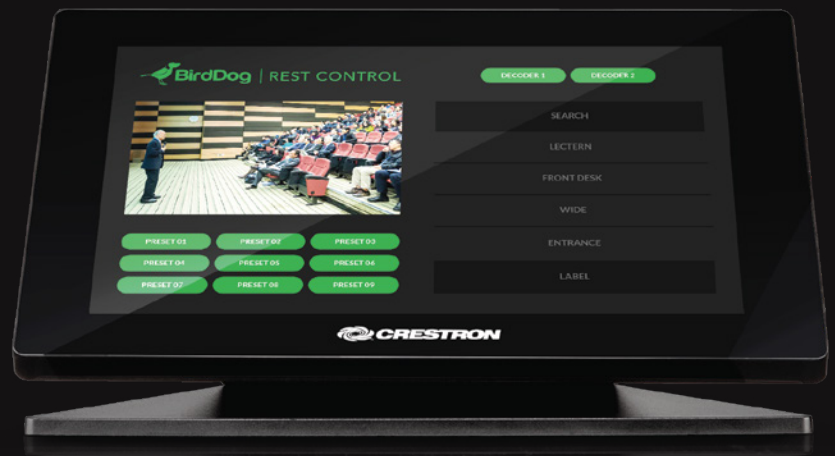 BirdDog | REST CONTROL
DECODER 1
DECODER 2
SEARCH
LECTERN
FRONT DESK
WIDE
ENTRANCE
LABEL
PRESET 01
PRESET 02
PRESET 03
PRESET 04
PRESET 05
PRESET 06
PRESET 07
PRESET 08
PRESET 09
CRESTRON